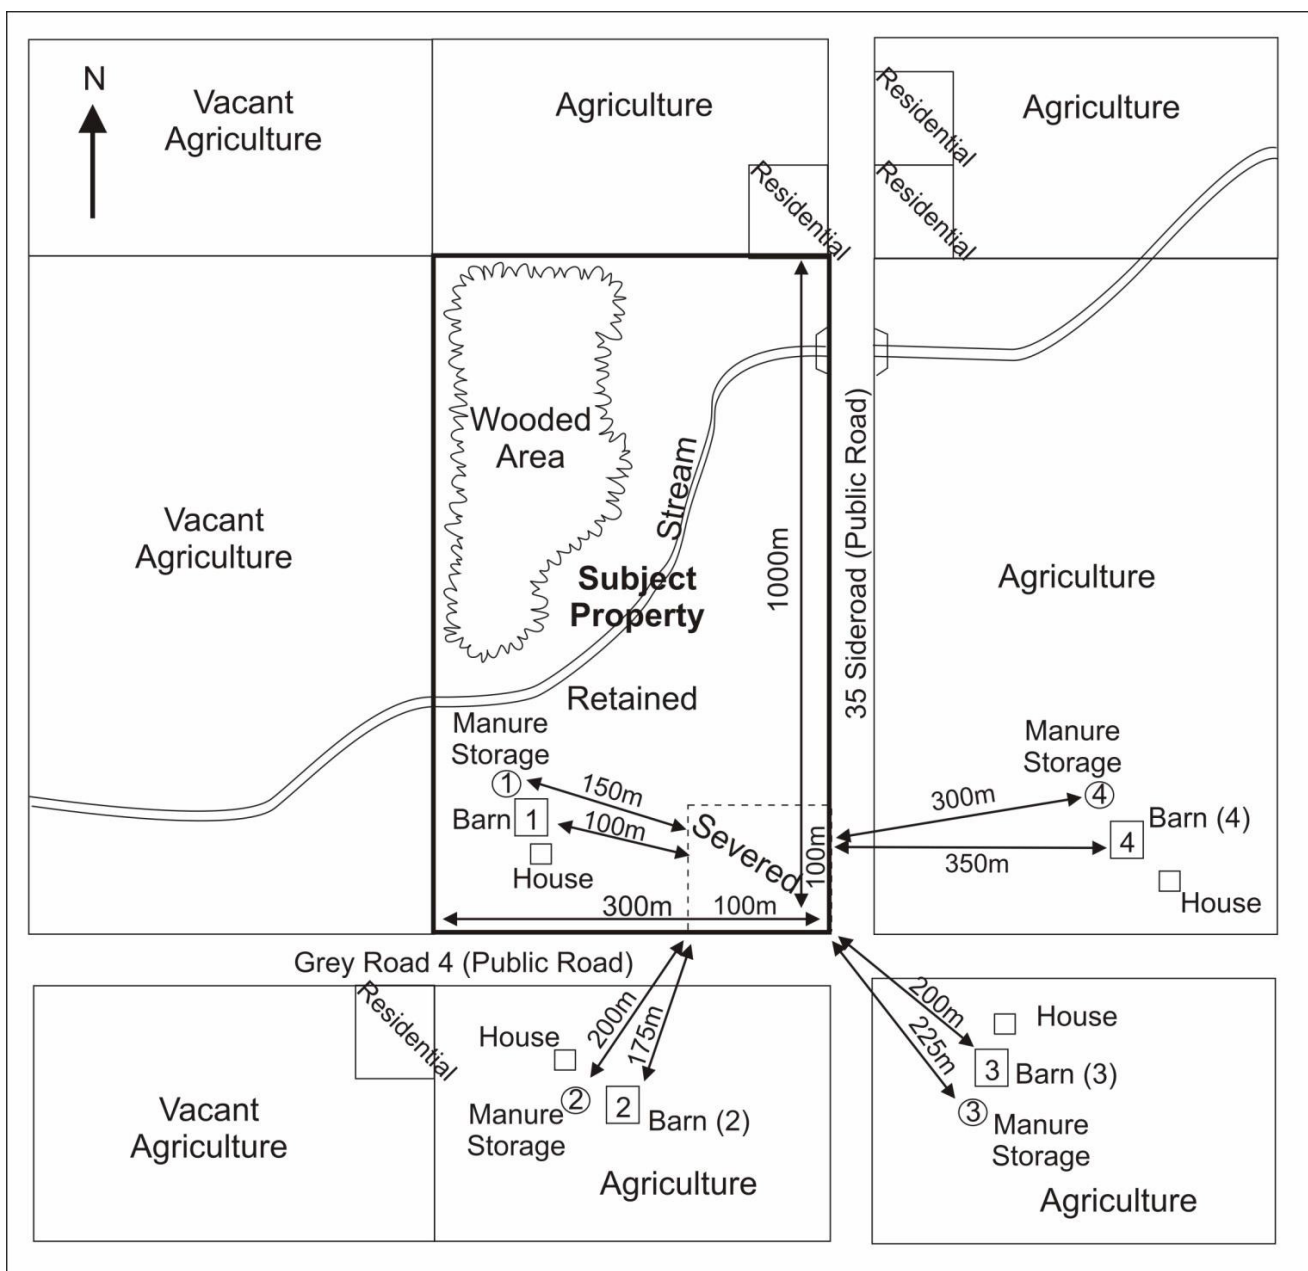 N
Vacant
Agriculture
Agriculture
Residential
Residential
Residential
Agriculture
Wooded
Area
Stream
Subject
Property
1000m
35 Sideroad (Public Road)
Vacant
Agriculture
Agriculture
Retained
Manure
Storage
1
150m
Barn
1
100m
House
Severed
100m
300m
100m
Manure
Storage
300m
4
Barn (4)
4
350m
House
Grey Road 4 (Public Road)
Residential
200m
175m
House
2
2
Manure
Storage
Barn (2)
Agriculture
Vacant
Agriculture
200m
225m
House
3
Barn (3)
3
Manure
Storage
Agriculture